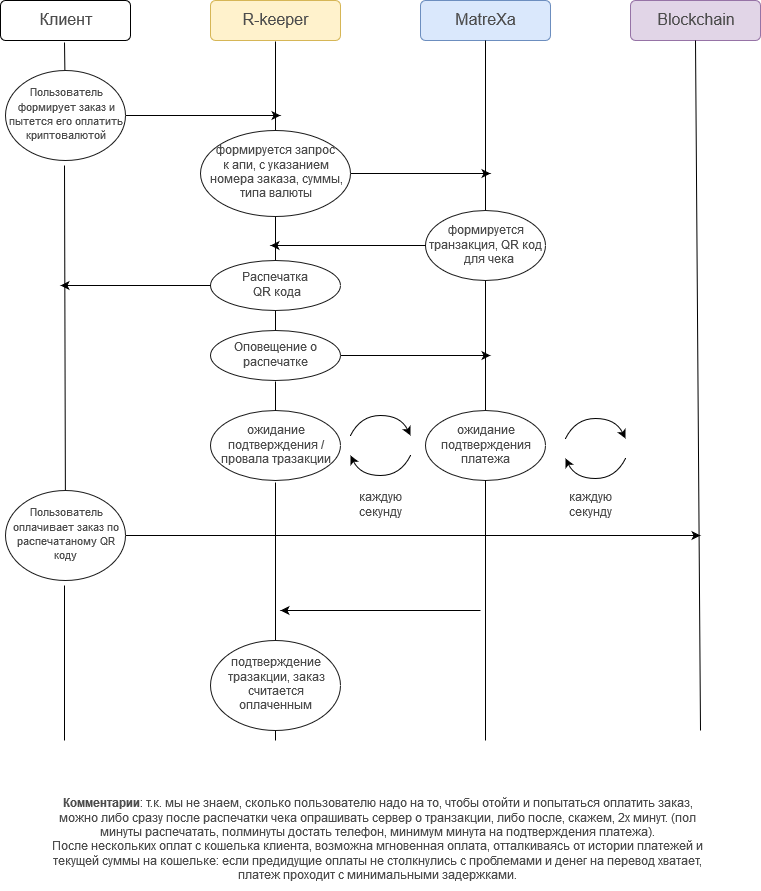 Клиент
R-keeper
MatreXa
Blockchain
Пользователь
формирует заказ и
пытется его оплатить
криптовалютой
формируется запрос
к апи, с указанием
номера заказа, суммы,
типа валюты
формируется
транзакция, QR код
для чека
Распечатка
QR кода
Оповещение о
распечатке
ожидание
подтверждения /
провала тразакции
ожидание
подтверждения
платежа
каждую
секунду
каждую
секунду
Пользователь
оплачивает заказ по
распечатаному QR
коду
подтверждение
тразакции, заказ
считается
оплаченным
Комментарии: т.к. мы не знаем, сколько пользователю надо на то, чтобы отойти и попытаться оплатить заказ,
можно либо сразу после распечатки чека опрашивать сервер о транзакции, либо после, скажем, 2х минут. (пол
минуты распечатать, полминуты достать телефон, минимум минута на подтверждения платежа).
После нескольких оплат с кошелька клиента, возможна мгновенная оплата, отталкиваясь от истории платежей и
текущей суммы на кошельке: если предидущие оплаты не столкнулись с проблемами и денег на перевод хватает,
платеж проходит с минимальными задержками.